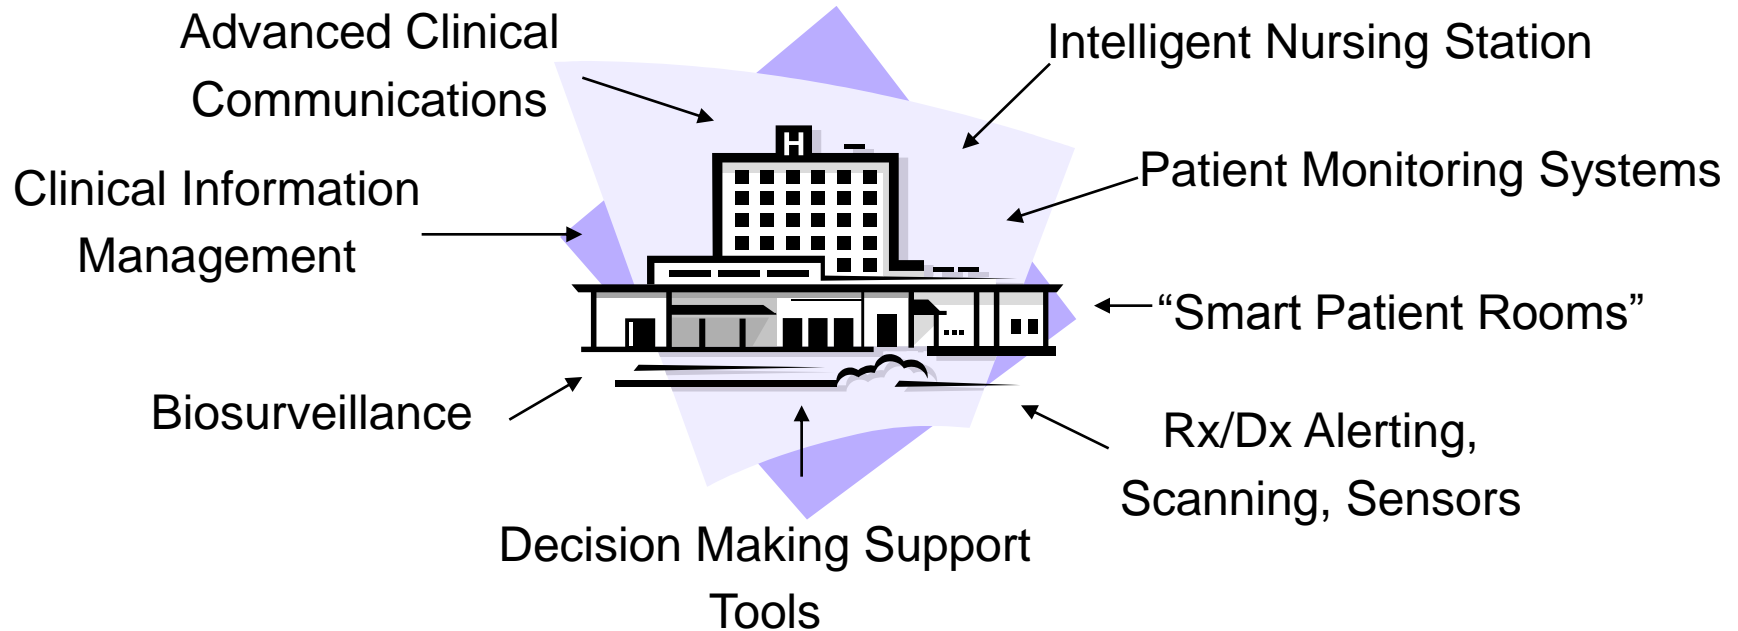 Advanced Clinical
Communications
Intelligent Nursing Station
Clinical Information
Management
Patient Monitoring Systems
H
“Smart Patient Rooms”
Biosurveillance
Rx/Dx Alerting,
Scanning, Sensors
Decision Making Support
Tools